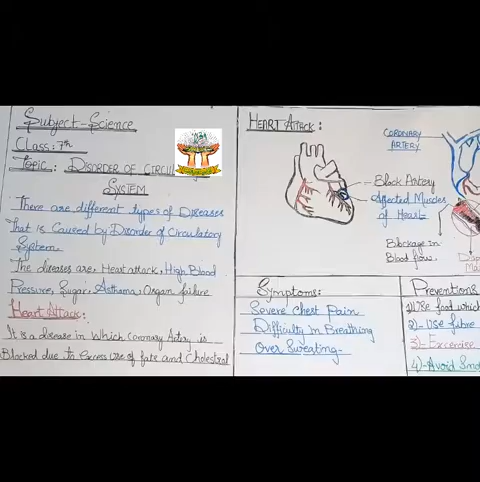 Subject-Science
Class: 7th
Topic: DISORDER OF CIRCUL
SYSTEM
There are different types of Diseases
That is Caused by Disorder of Circulatory
System.
The diseases are, Heart attack, High Blood
Pressure, Sugar, Asthama, Organ failure
Heart Attack:
It is a disease in Which Coronary Artery is
Blocked due to Excess use of fate and Cholestrol
HEART ATTACK:
CORONARY
ARTERY
Block Artery
Affected Muscles
of Heart
Blockage in
Blood flow.
Symptoms:
Severe Chest Pain
Difficulty In Breathing
Over Sweating-
Preventions
1) Use food which
2)- Use fibre
3)- Excercise
4)-Avoid Smo